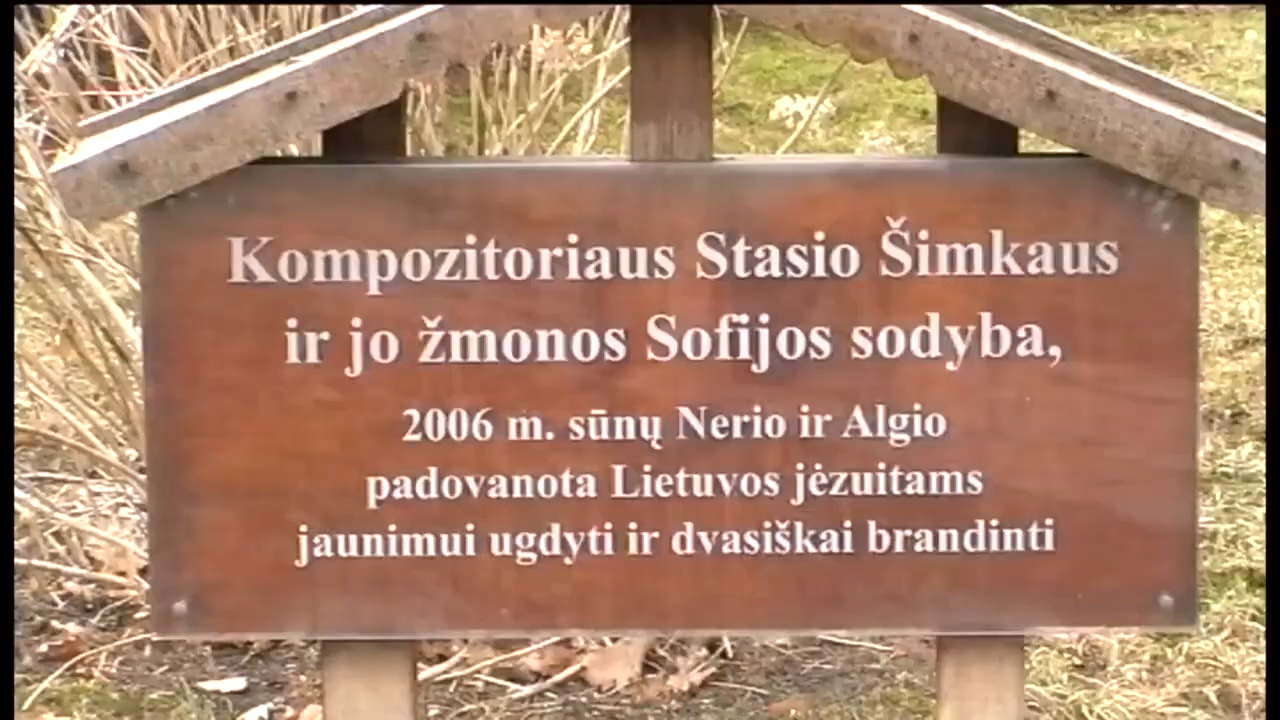 Kompozitoriaus Stasio Šimkaus
ir jo žmonos Sofijos sodyba,
2006 m. sūnų Nerio ir Algio
padovanota Lietuvos jėzuitams
jaunimui ugdyti ir dvasiškai brandinti